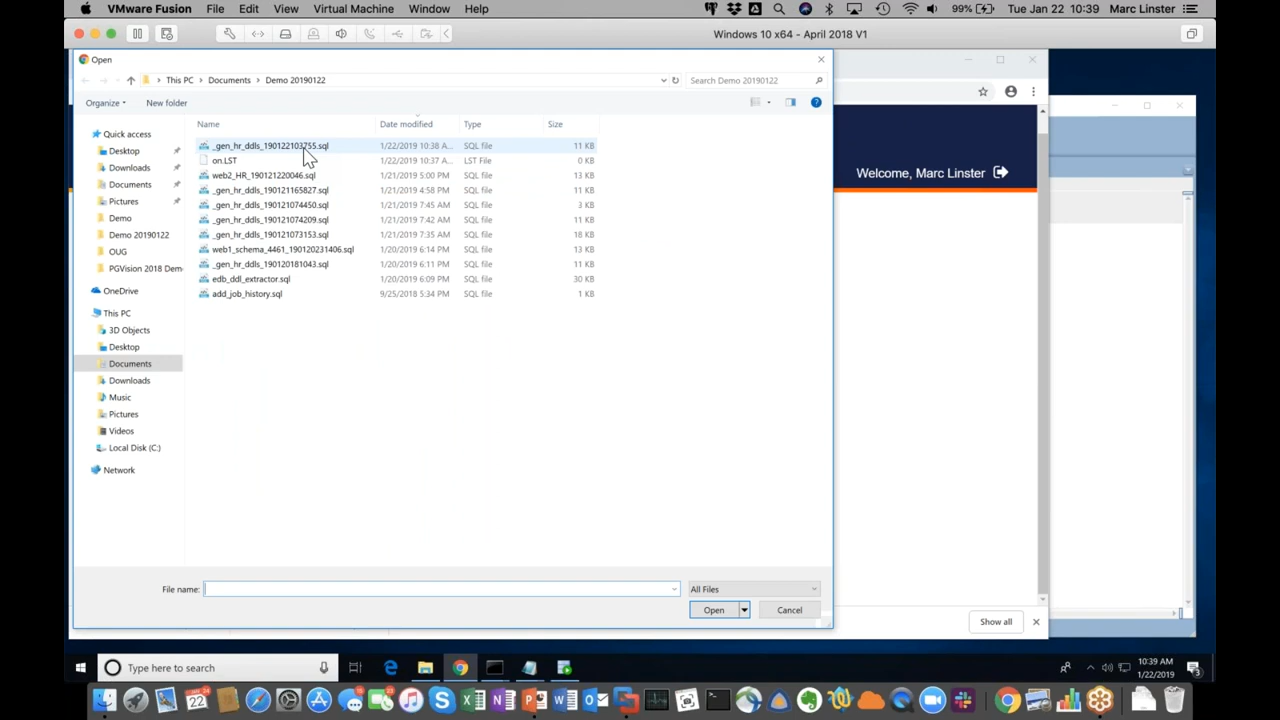 VMware Fusion File Edit View Virtual Machine Window Help 99% Tue Jan 22 10:39 Marc Linster
Windows 10 x64 - April 2018 V1
Open
This PC > Documents > Demo 20190122 Search Demo 20190122
Organize New folder
Name Date modified Type Size
Quick access
Desktop
Downloads
Documents
Pictures
Demo
Demo 20190122
OUG
PGVision 2018 Dem
OneDrive
This PC
3D Objects
Desktop
Documents
Downloads
Music
Pictures
Videos
Local Disk (C:)
Network
_gen_hr_ddls_190122103755.sql 1/22/2019 10:38 A... SQL file 11 KB
on.LST 1/22/2019 10:37 A... LST File 0 KB
web2_HR_190121220046.sql 1/21/2019 5:00 PM SQL file 13 KB
_gen_hr_ddls_190121165827.sql 1/21/2019 4:58 PM SQL file 11 KB
_gen_hr_ddls_190121074450.sql 1/21/2019 7:45 AM SQL file 3 KB
_gen_hr_ddls_190121074209.sql 1/21/2019 7:42 AM SQL file 11 KB
_gen_hr_ddls_190121073153.sql 1/21/2019 7:35 AM SQL file 18 KB
web1_schema_4461_190120231406.sql 1/20/2019 6:14 PM SQL file 13 KB
_gen_hr_ddls_190120181043.sql 1/20/2019 6:11 PM SQL file 11 KB
edb_ddl_extractor.sql 1/20/2019 6:09 PM SQL file 30 KB
add_job_history.sql 9/25/2018 5:34 PM SQL file 1 KB
Welcome, Marc Linster
File name: All Files
Open Cancel
Show all
Type here to search
10:39 AM
1/22/2019